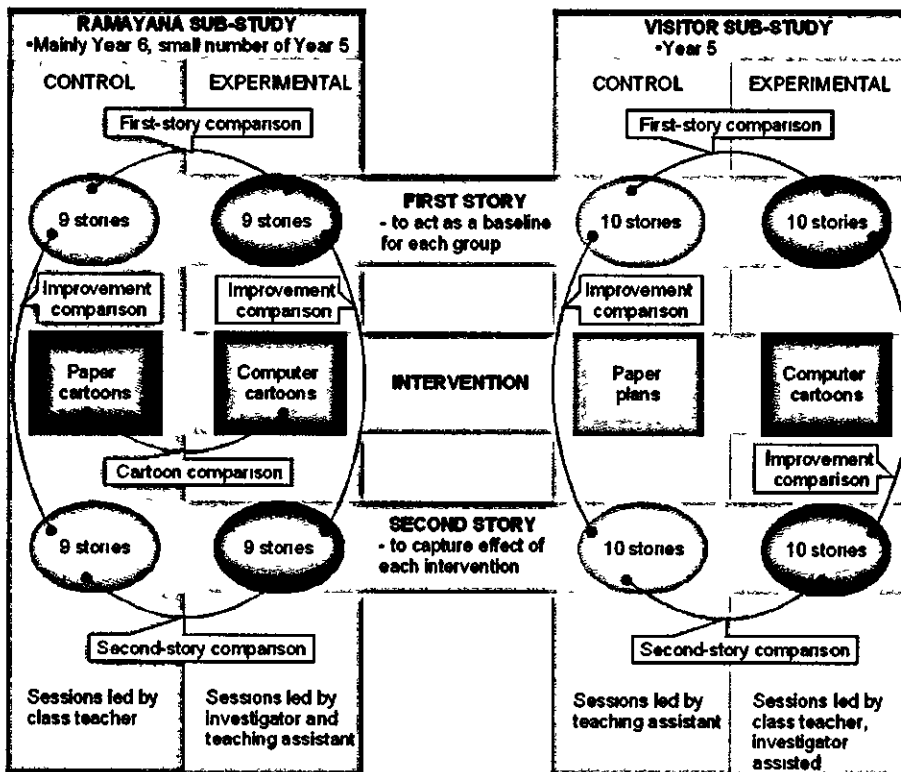 RAMAYANA SUB-STUDY
•Mainly Year 6, small number of Year 5
CONTROL
EXPERIMENTAL
First-story comparison
9 stories
9 stories
Improvement
comparison
Improvement
comparison
Paper
cartoons
Computer
cartoons
Cartoon comparison
9 stories
9 stories
Second-story comparison
Sessions led by
class teacher
Sessions led by
investigator and
teaching assistant
FIRST STORY
- to act as a baseline
for each group
INTERVENTION
SECOND STORY
- to capture effect of
each intervention
VISITOR SUB-STUDY
•Year 5
CONTROL
EXPERIMENTAL
First-story comparison
10 stories
10 stories
Improvement
comparison
Paper
plans
Computer
cartoons
Improvement
comparison
10 stories
10 stories
Second-story comparison
Sessions led by
teaching assistant
Sessions led by
class teacher,
investigator
assisted